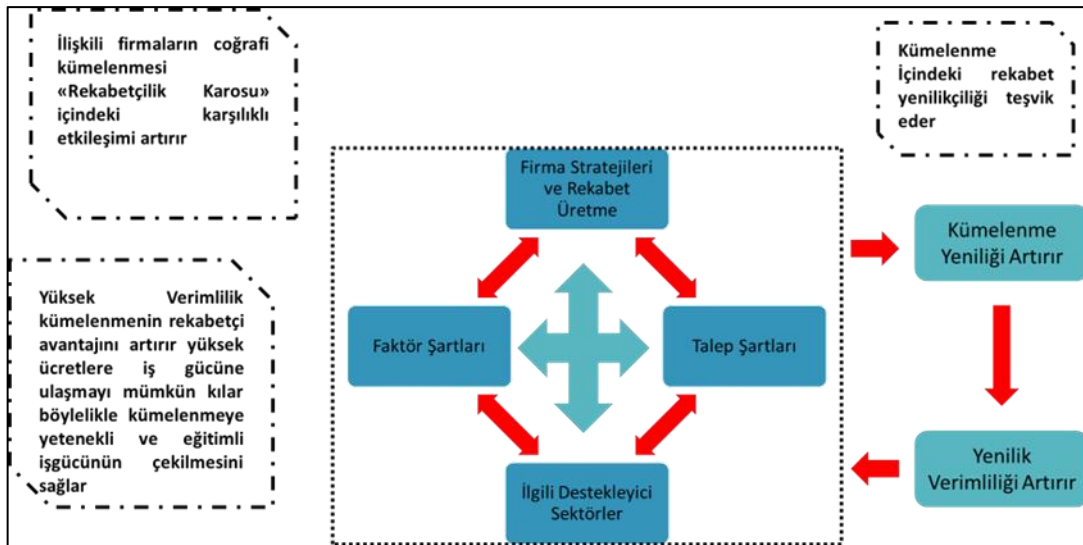 İlişkili firmaların coğrafi
kümelenmesi
«Rekabetçilik Karosu»
içindeki karşılıklı
etkileşimi artırır
Yüksek Verimlilik
kümelenmenin rekabetçi
avantajını artırır yüksek
ücretlere iş gücüne
ulaşmayı mümkün kılar
böylelikle kümelenmeye
yetenekli ve eğitimli
işgücünün çekilmesini
sağlar
Firma Stratejileri
ve Rekabet
Üretme
Faktör Şartları
Talep Şartları
İlgili Destekleyici
Sektörler
Kümelenme
İçindeki rekabet
yenilikçiliği teşvik
eder
Kümelenme
Yeniliği Artırır
Yenilik
Verimliliği Artırır